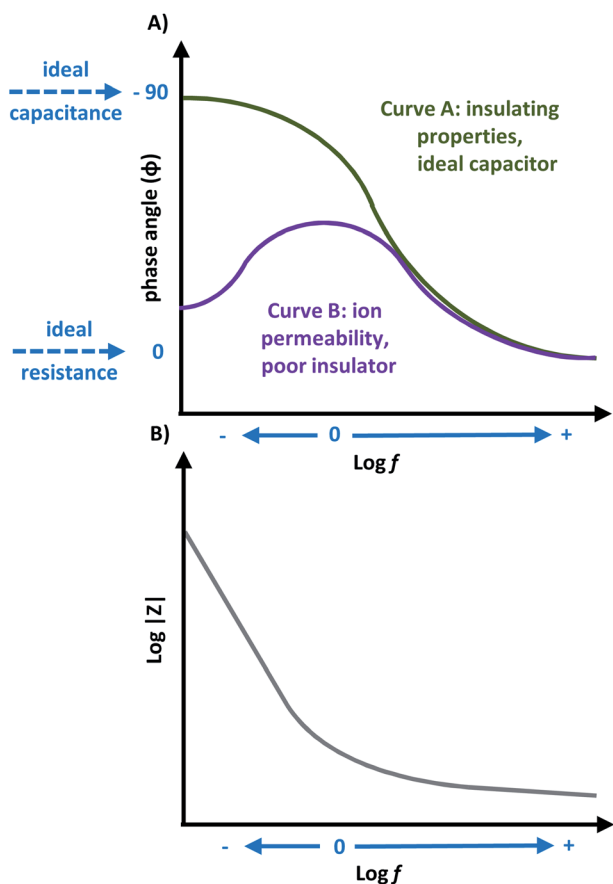 A)
ideal
capacitance
- 90
phase angle (ϕ)
Curve A: insulating
properties,
ideal capacitor
Curve B: ion
permeability,
poor insulator
ideal
resistance
0
- 0 +
Log f
B)
Log |Z|
- 0 +
Log f